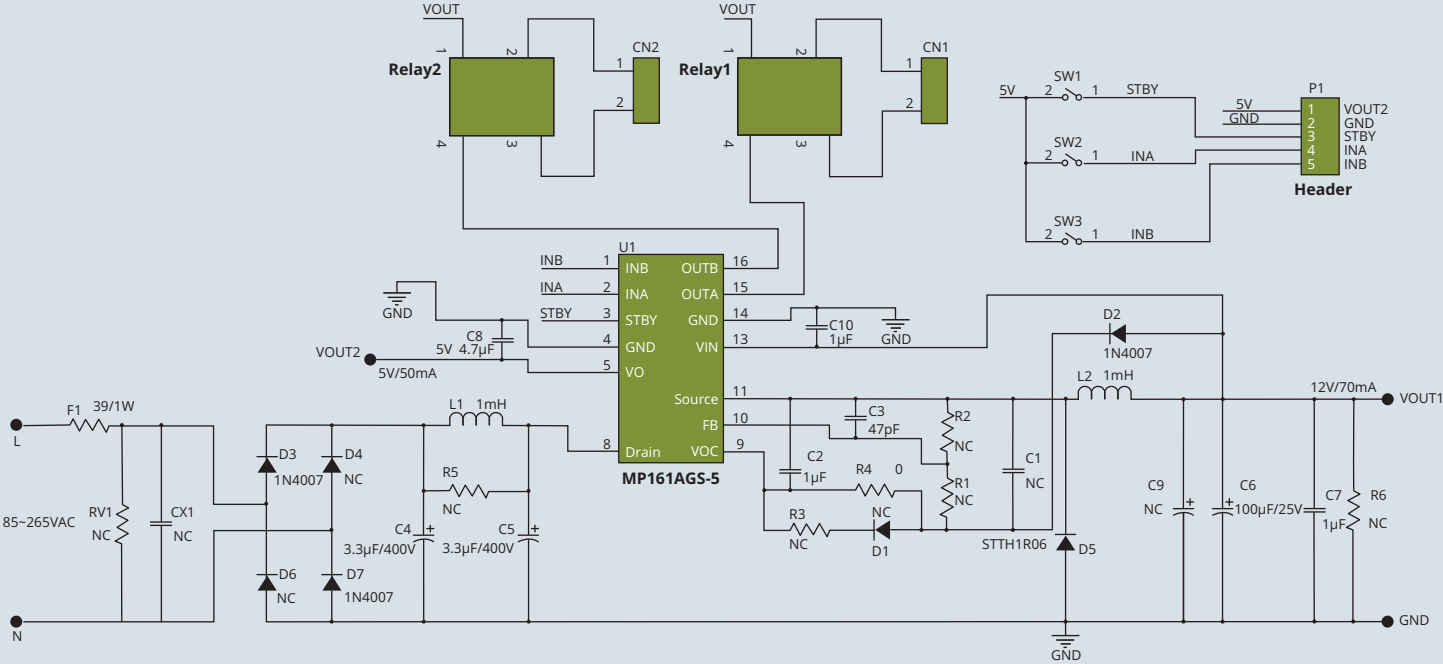 VOUT
1
2
Relay2
4
3
CN2
1
2
VOUT
1
2
Relay1
4
3
CN1
1
2
5V
SW1
2
1
STBY
SW2
2
1
INA
SW3
2
1
INB
P1
5V
1
VOUT2
GND
2
GND
3
STBY
4
INA
5
INB
Header
U1
INB
1
INB
OUTB
16
INA
2
INA
OUTA
15
STBY
3
STBY
GND
14
4
GND
VIN
13
5
VO
Source
11
FB
10
8
Drain
VOC
9
MP161AGS-5
GND
C8
4.7µF
5V
VOUT2
5V/50mA
C10
1µF
GND
D2
1N4007
L2 1mH
12V/70mA
VOUT1
L
F1
39/1W
85~265VAC
RV1
NC
CX1
NC
N
D3
1N4007
D4
NC
D6
NC
D7
1N4007
L1 1mH
R5
NC
C4
+
3.3µF/400V
C5
+
3.3µF/400V
C2
1µF
C3
47pF
R2
NC
R1
NC
R4
0
R3
NC
NC
D1
C1
NC
STTH1R06
D5
GND
C9
NC
+
C6
+
100µF/25V
C7
1µF
R6
NC
GND